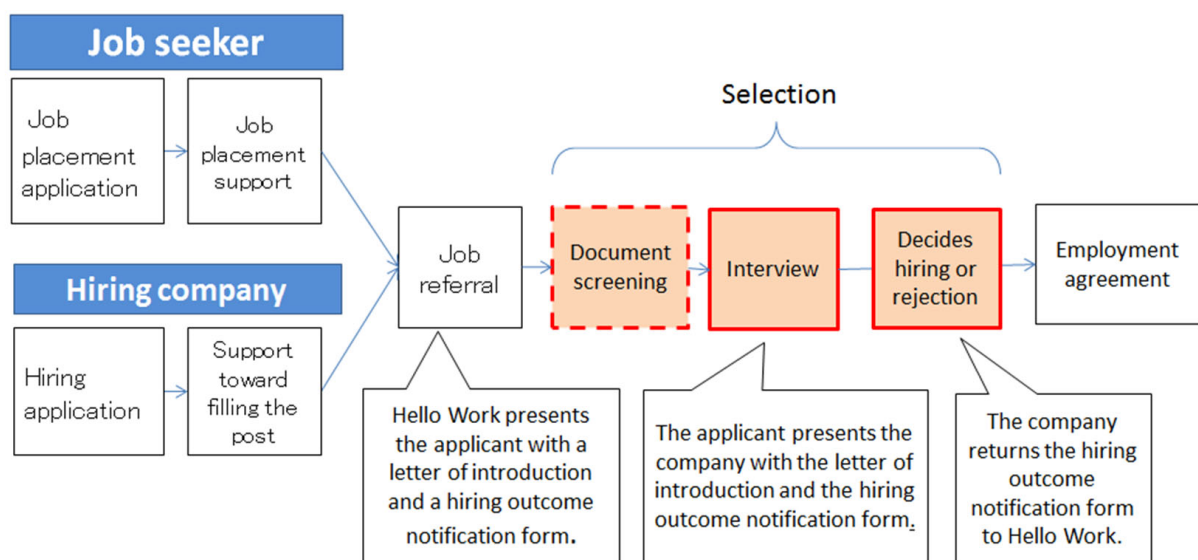 Job seeker
Job
placement
application
Job
placement
support
Hiring company
Hiring
application
Support
toward
filling the
post
Job
referral
Selection
Document
screening
Interview
Decides
hiring or
rejection
Employment
agreement
Hello Work presents
the applicant with a
letter of introduction
and a hiring outcome
notification form.
The applicant presents the
company with the letter of
introduction and the hiring
outcome notification form.
The company
returns the hiring
outcome
notification form
to Hello Work.